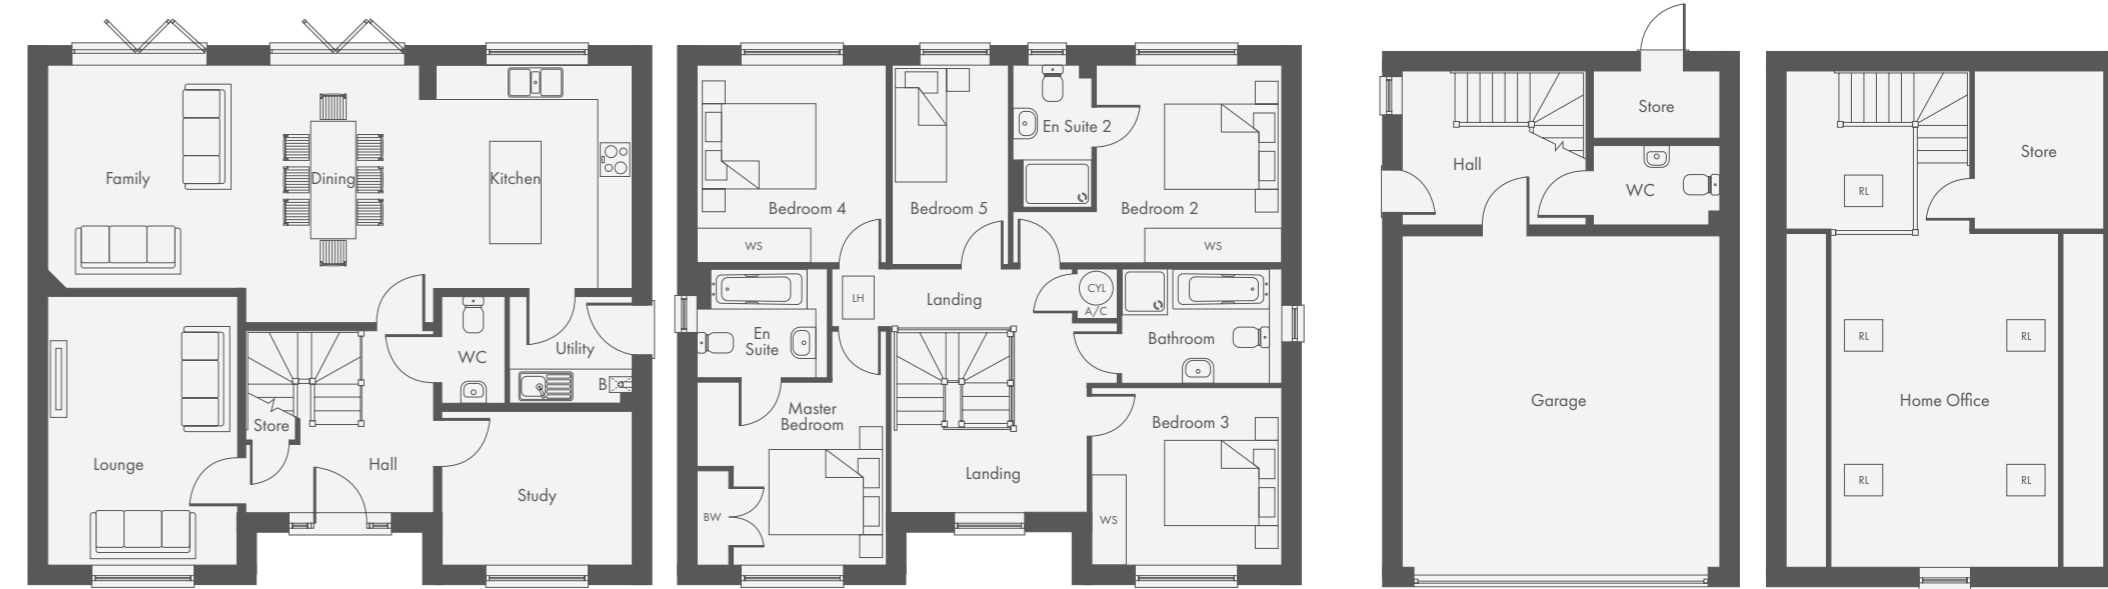 Family
Dining
Kitchen
WC
Utility
B
Store
Lounge
Hall
Study
Bedroom 4
Bedroom 5
En Suite 2
Bedroom 2
WS
WS
LH
Landing
CYL
A/C
En
Suite
Bathroom
Master
Bedroom
Bedroom 3
Landing
BW
WS
Store
Hall
WC
Garage
Store
RL
RL
RL
Home Office
RL
RL